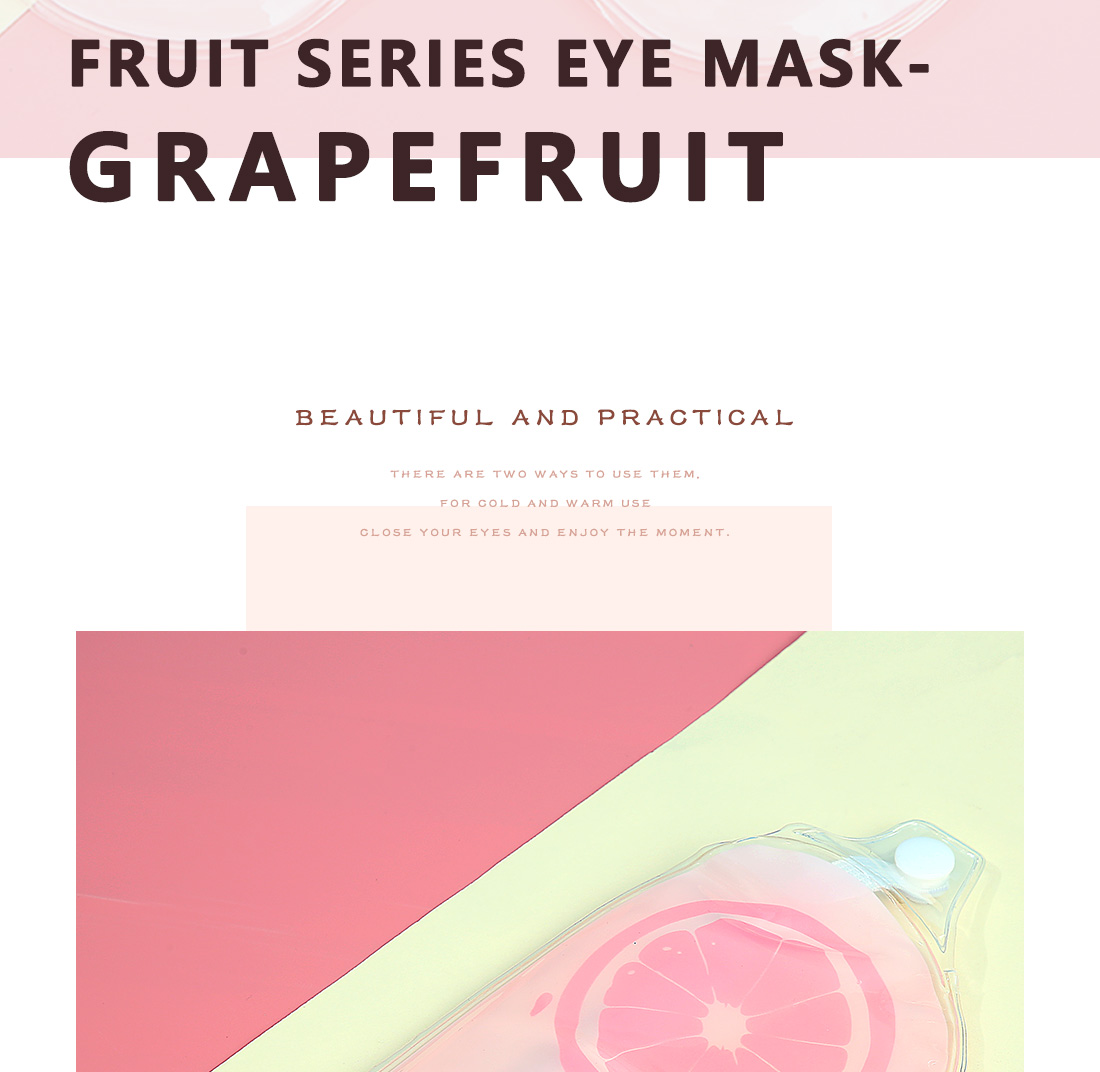 FRUIT SERIES EYE MASK-
GRAPEFRUIT
BEAUTIFUL AND PRACTICAL
THERE ARE TWO WAYS TO USE THEM,
FOR COLD AND WARM USE
CLOSE YOUR EYES AND ENJOY THE MOMENT.